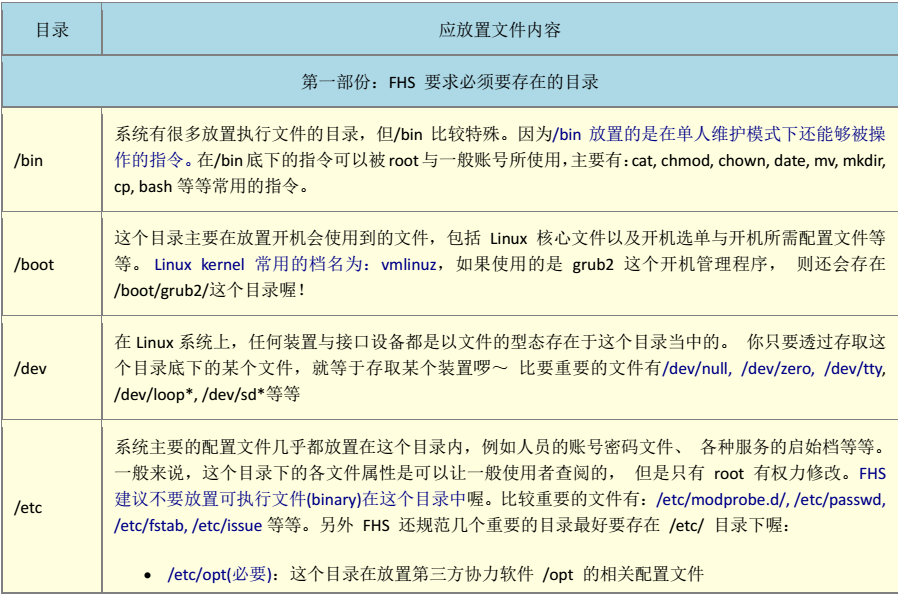 目录 应放置文件内容
第一部份：FHS 要求必须要存在的目录
/bin
系统有很多放置执行文件的目录，但/bin 比较特殊。因为/bin 放置的是在单人维护模式下还能够被操
作的指令。在/bin 底下的指令可以被 root 与一般账号所使用，主要有：cat, chmod, chown, date, mv, mkdir,
cp, bash 等等常用的指令。
/boot
这个目录主要在放置开机会使用到的文件，包括 Linux 核心文件以及开机选单与开机所需配置文件等
等。 Linux kernel 常用的档名为：vmlinuz，如果使用的是 grub2 这个开机管理程序， 则还会存在
/boot/grub2/这个目录喔！
/dev
在 Linux 系统上，任何装置与接口设备都是以文件的型态存在于这个目录当中的。 你只要透过存取这
个目录底下的某个文件，就等于存取某个装置啰～ 比要重要的文件有/dev/null, /dev/zero, /dev/tty,
/dev/loop*, /dev/sd*等等
/etc
系统主要的配置文件几乎都放置在这个目录内，例如人员的账号密码文件、 各种服务的启始档等等。
一般来说，这个目录下的各文件属性是可以让一般使用者查阅的， 但是只有 root 有权力修改。FHS
建议不要放置可执行文件(binary)在这个目录中喔。比较重要的文件有：/etc/modprobe.d/, /etc/passwd,
/etc/fstab, /etc/issue 等等。另外 FHS 还规范几个重要的目录最好要存在 /etc/ 目录下喔：
• /etc/opt(必要)：这个目录在放置第三方协力软件 /opt 的相关配置文件